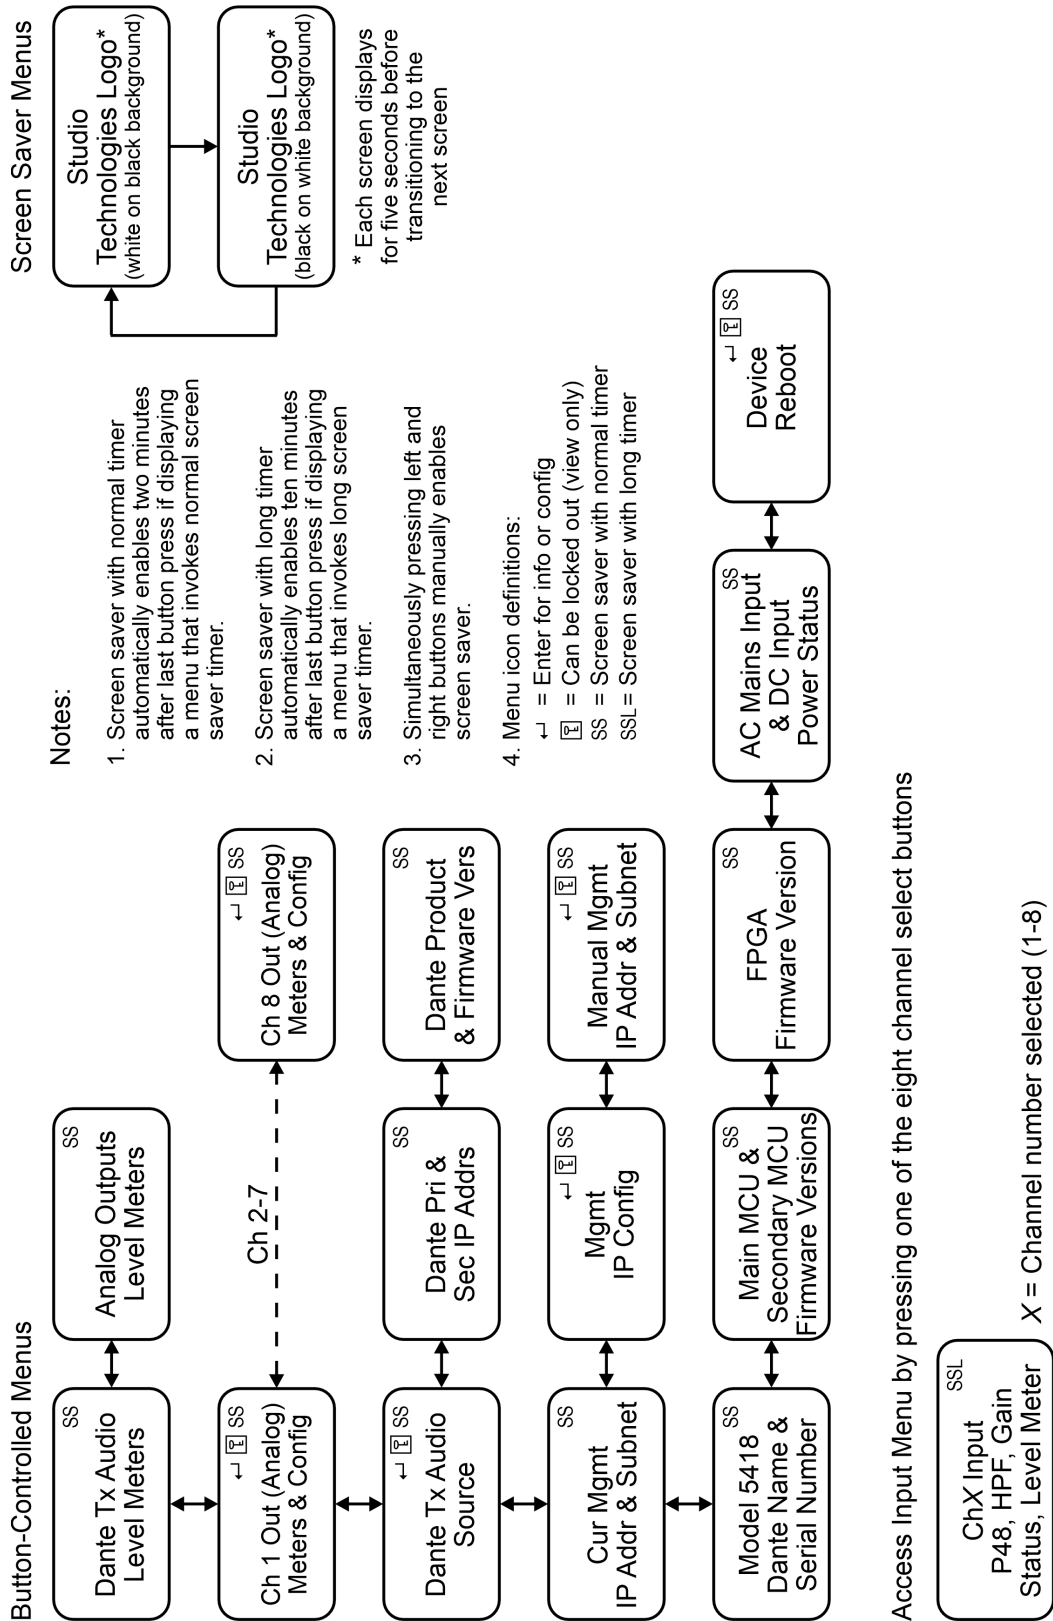 Button-Controlled Menus
SS
Dante Tx Audio
Level Meters
SS
Analog Outputs
Level Meters
↵ ⚿ SS
Ch 1 Out (Analog)
Meters & Config
Ch 2-7
↵ ⚿ SS
Ch 8 Out (Analog)
Meters & Config
↵ ⚿ SS
Dante Tx Audio
Source
SS
Dante Pri &
Sec IP Addrs
SS
Dante Product
& Firmware Vers
SS
Cur Mgmt
IP Addr & Subnet
↵ ⚿ SS
Mgmt
IP Config
↵ ⚿ SS
Manual Mgmt
IP Addr & Subnet
SS
Model 5418
Dante Name &
Serial Number
SS
Main MCU &
Secondary MCU
Firmware Versions
SS
FPGA
Firmware Version
SS
AC Mains Input
& DC Input
Power Status
↵ ⚿ SS
Device
Reboot
Notes:
1. Screen saver with normal timer
automatically enables two minutes
after last button press if displaying
a menu that invokes normal screen
saver timer.
2. Screen saver with long timer
automatically enables ten minutes
after last button press if displaying
a menu that invokes long screen
saver timer.
3. Simultaneously pressing left and
right buttons manually enables
screen saver.
4. Menu icon definitions:
↵ = Enter for info or config
⚿ = Can be locked out (view only)
SS = Screen saver with normal timer
SSL = Screen saver with long timer
Screen Saver Menus
Studio
Technologies Logo*
(white on black background)
Studio
Technologies Logo*
(black on white background)
* Each screen displays
for five seconds before
transitioning to the
next screen
Access Input Menu by pressing one of the eight channel select buttons
SSL
ChX Input
P48, HPF, Gain
Status, Level Meter
X = Channel number selected (1-8)